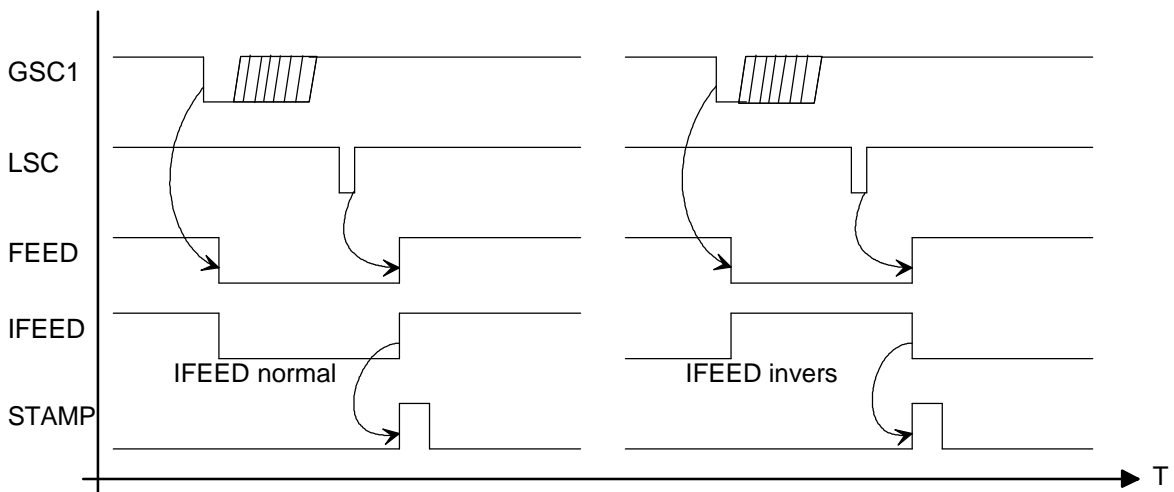 GSC1
LSC
FEED
IFEED
IFEED normal
IFEED invers
STAMP
T